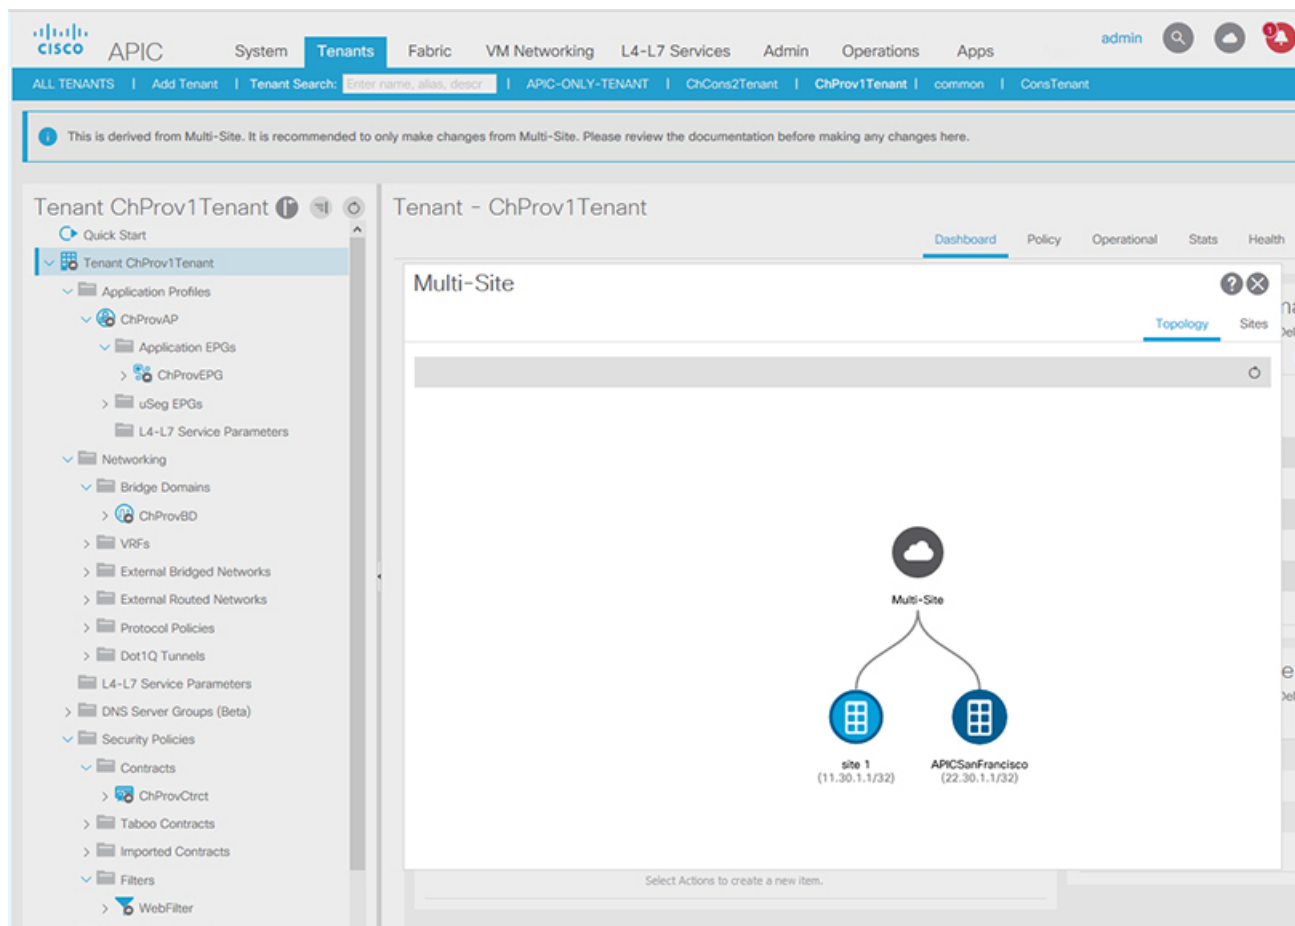 cisco APIC System Tenants Fabric VM Networking L4-L7 Services Admin Operations Apps admin 1
ALL TENANTS | Add Tenant | Tenant Search: Enter name, alias, descr | APIC-ONLY-TENANT | ChCons2Tenant | ChProv1Tenant | common | ConsTenant
i This is derived from Multi-Site. It is recommended to only make changes from Multi-Site. Please review the documentation before making any changes here.
Tenant ChProv1Tenant
Quick Start
Tenant ChProv1Tenant
Application Profiles
ChProvAP
Application EPGs
ChProvEPG
uSeg EPGs
L4-L7 Service Parameters
Networking
Bridge Domains
ChProvBD
VRFs
External Bridged Networks
External Routed Networks
Protocol Policies
Dot1Q Tunnels
L4-L7 Service Parameters
DNS Server Groups (Beta)
Security Policies
Contracts
ChProvCtrct
Taboo Contracts
Imported Contracts
Filters
WebFilter
Tenant - ChProv1Tenant
Dashboard Policy Operational Stats Health
Multi-Site ?
Topology Sites
Multi-Site
site 1
(11.30.1.1/32)
APICSanFrancisco
(22.30.1.1/32)
Select Actions to create a new item.